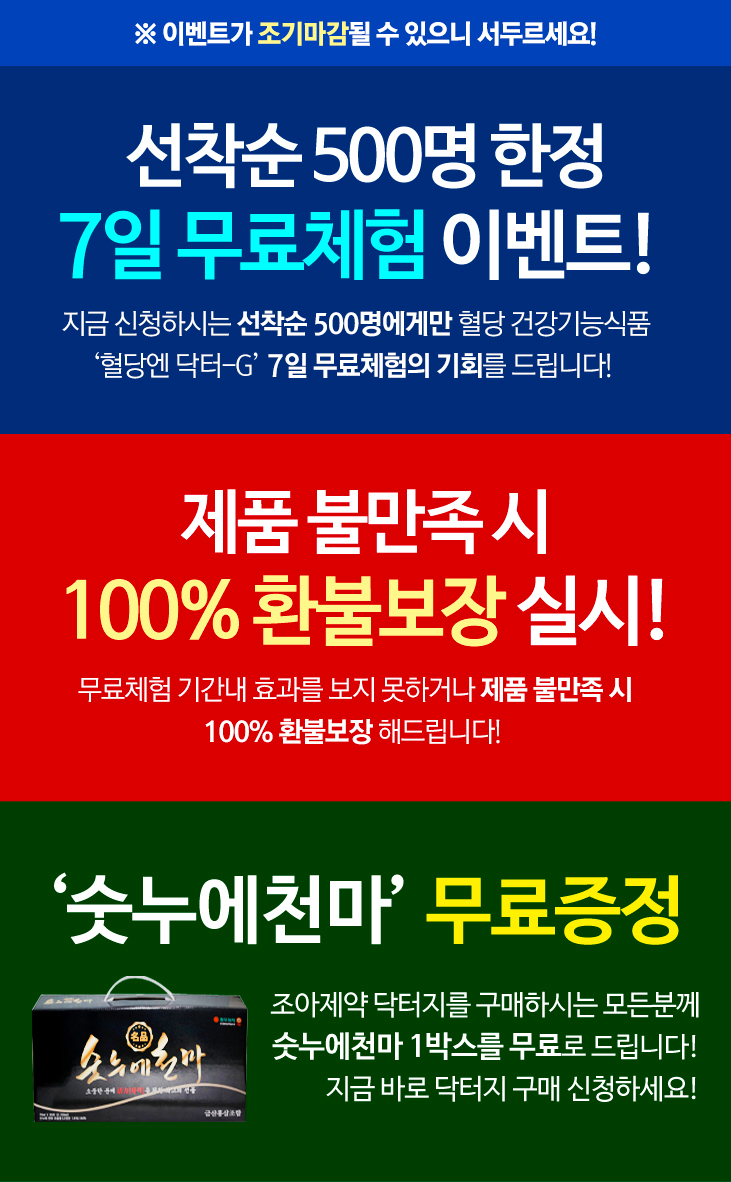 ※ 이벤트가 조기마감될 수 있으니 서두르세요!
선착순 500명 한정
7일 무료체험 이벤트!
지금 신청하시는 선착순 500명에게만 혈당 건강기능식품
‘혈당엔 닥터-G’ 7일 무료체험의 기회를 드립니다!
제품 불만족 시
100% 환불보장 실시!
무료체험 기간내 효과를 보지 못하거나 제품 불만족 시
100% 환불보장 해드립니다!
‘숫누에천마’ 무료증정
조아제약 닥터지를 구매하시는 모든분께
숫누에천마 1박스를 무료로 드립니다!
지금 바로 닥터지 구매 신청하세요!
名品
숫누에천마
금산홍삼조합